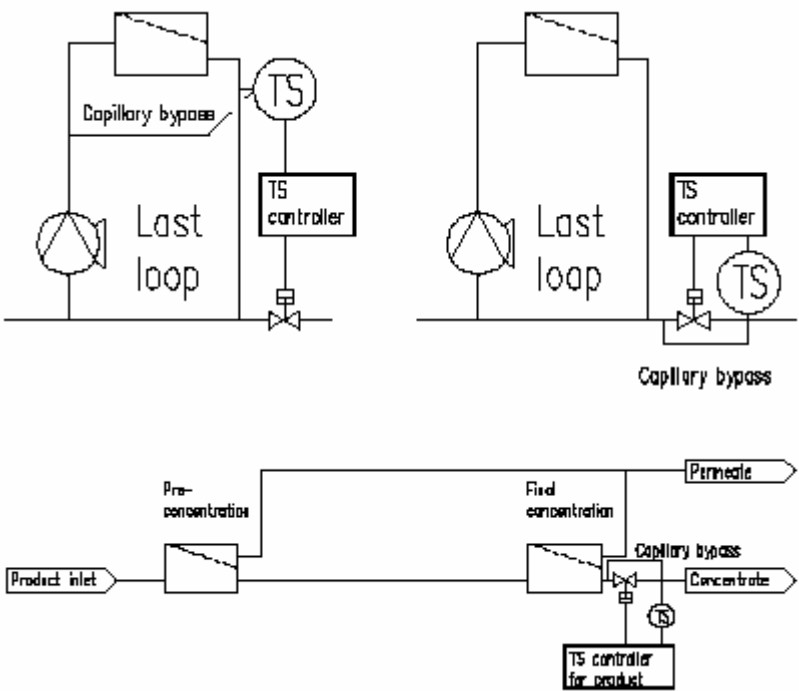 TS
Capillary bypass
TS
controller
Last
loop
TS
controller
Last
loop
TS
Capillary bypass
Permeate
Pre-
concentration
Final
concentration
Capillary bypass
Product inlet
Concentrate
TS
TS controller
for product